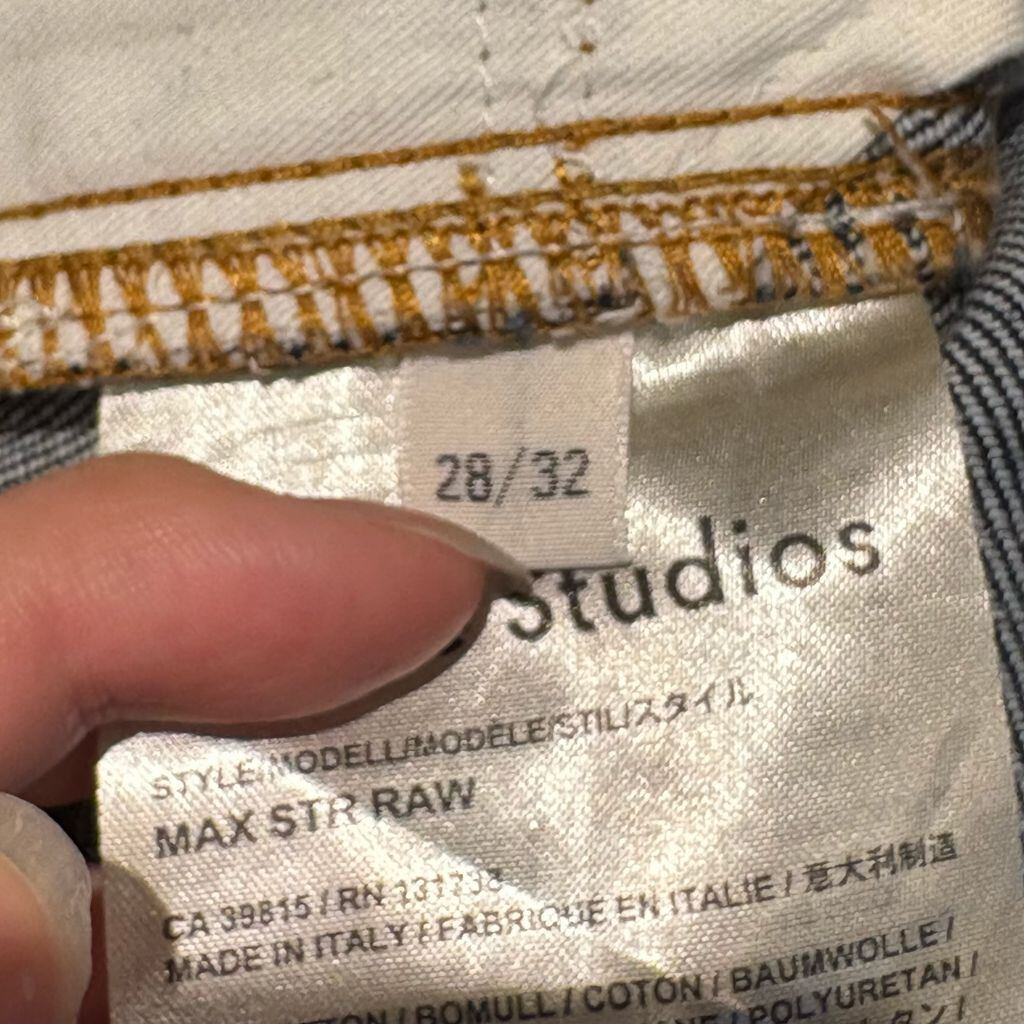 28/32
Studios
STYLE/MODELL/MODÈLE/STIL/スタイル
MAX STR RAW
CA 39815 / RN
MADE IN ITALY / FABRIQUÉ EN ITALIE / 意大利制造
BOMULL / COTON / BAUMWOLLE /
POLYURETAN /